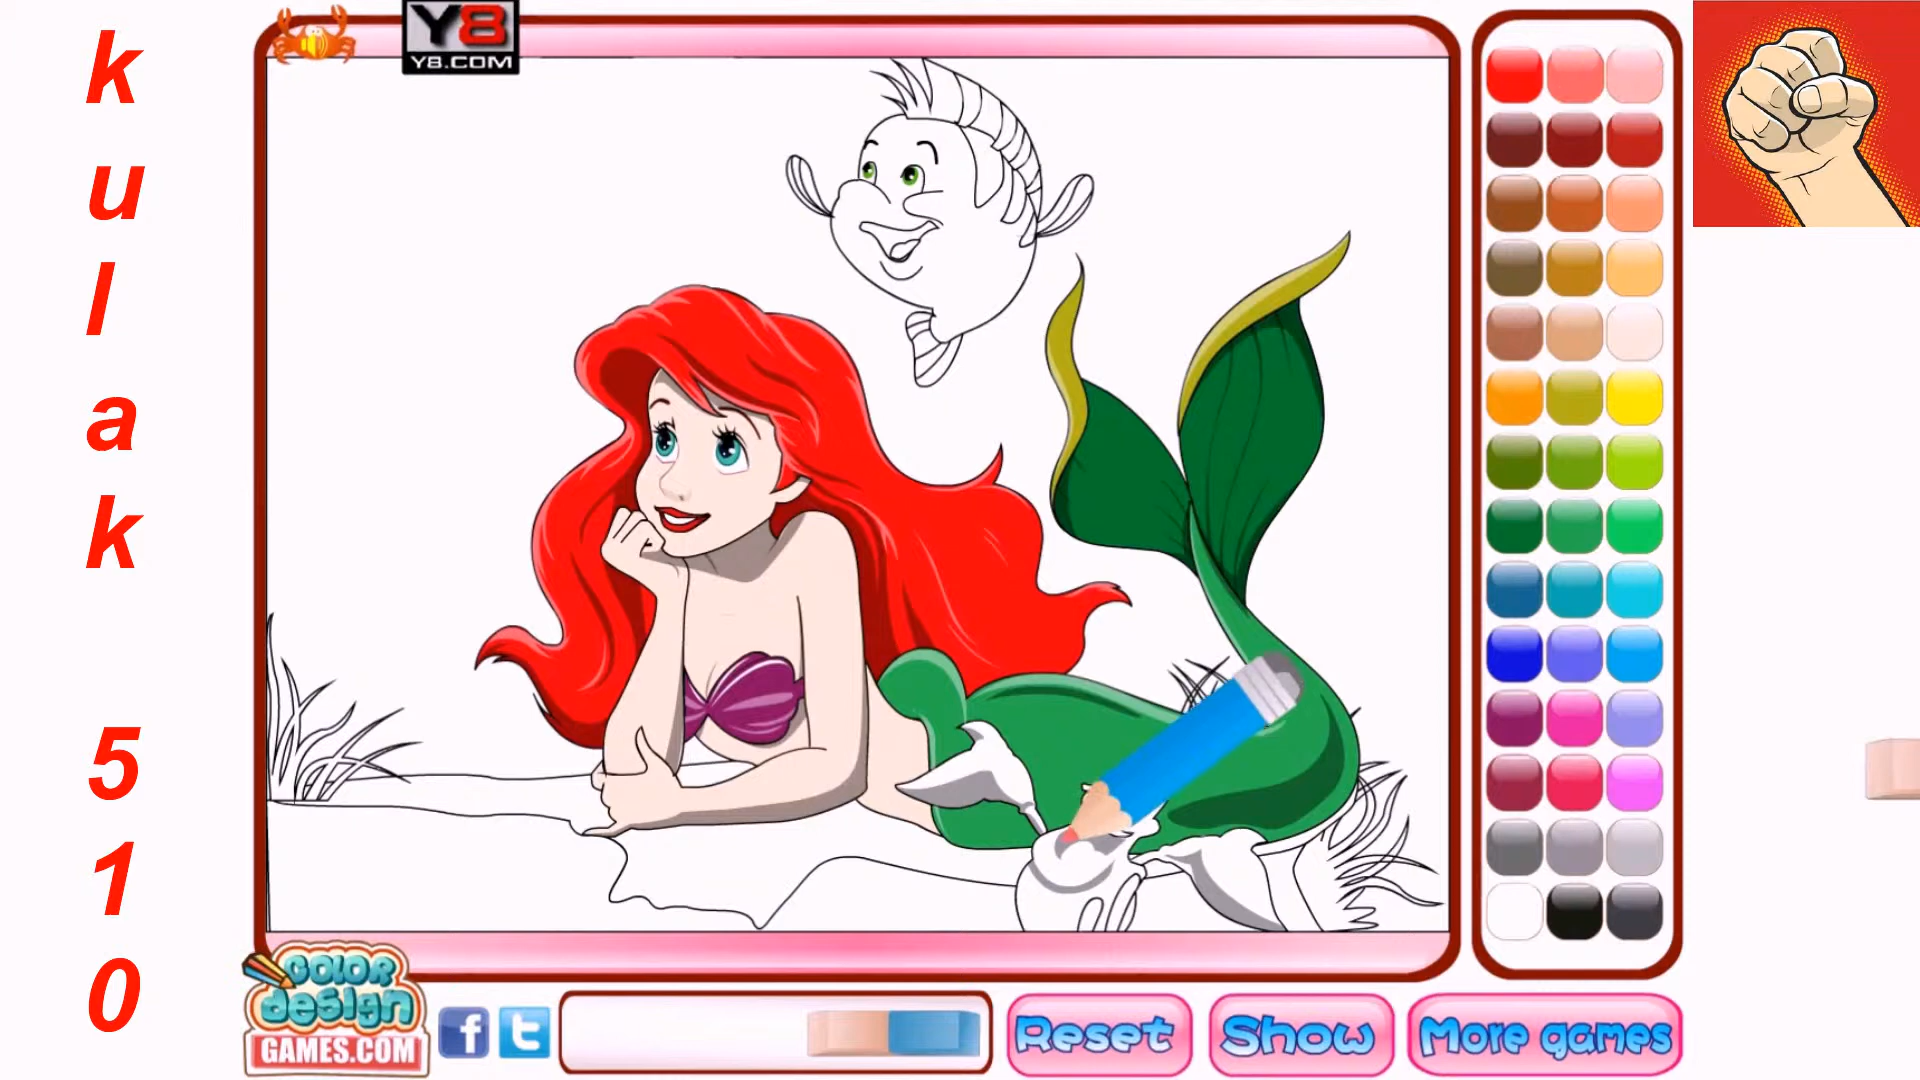 k
u
l
a
k
5
1
0
Y8
Y8.COM
COLOR
design
GAMES.COM
f
t
Reset
Show
More games